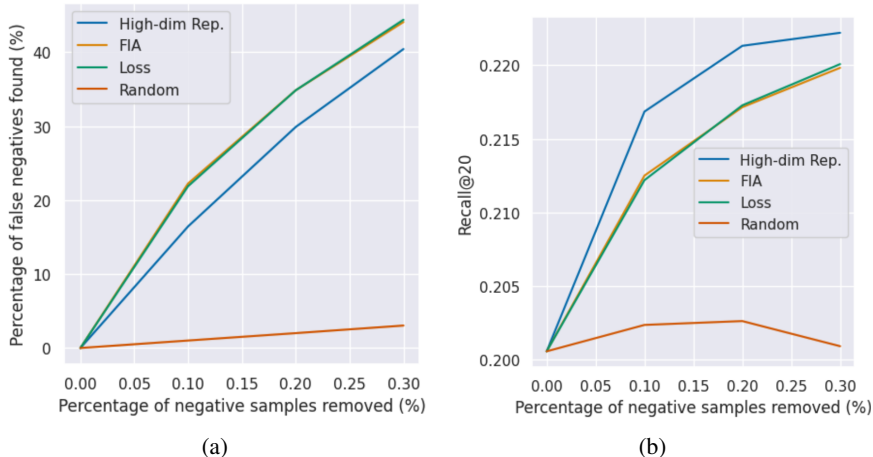 Percentage of false negatives found (%)
40
30
20
10
0
High-dim Rep.
FIA
Loss
Random
0.00 0.05 0.10 0.15 0.20 0.25 0.30
Percentage of negative samples removed (%)
(a)
Recall@20
0.220
0.215
0.210
0.205
0.200
High-dim Rep.
FIA
Loss
Random
0.00 0.05 0.10 0.15 0.20 0.25 0.30
Percentage of negative samples removed (%)
(b)